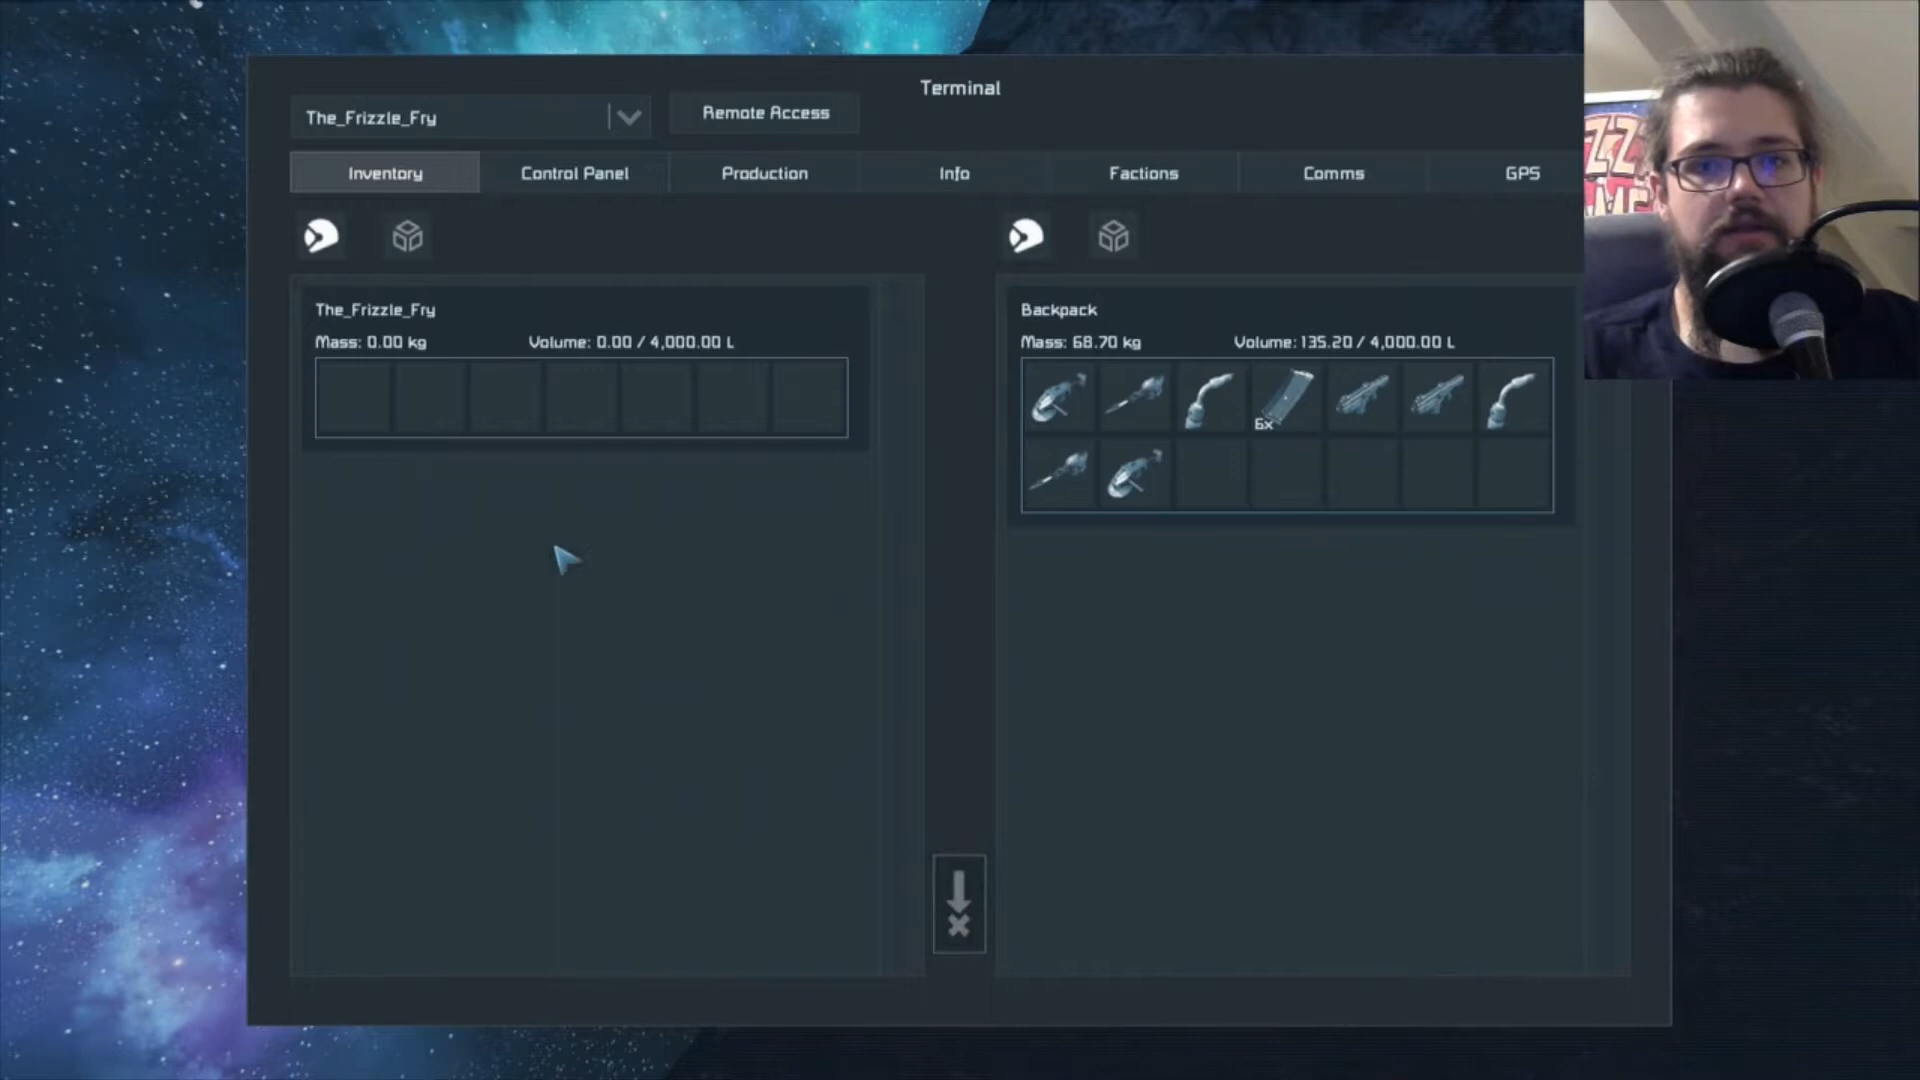 Terminal
The_Frizzle_Fry
Remote Access
Inventory
Control Panel
Production
Info
Factions
Comms
GPS
The_Frizzle_Fry
Mass: 0.00 kg
Volume: 0.00 / 4,000.00 L
Backpack
Mass: 68.70 kg
Volume: 135.20 / 4,000.00 L
6x